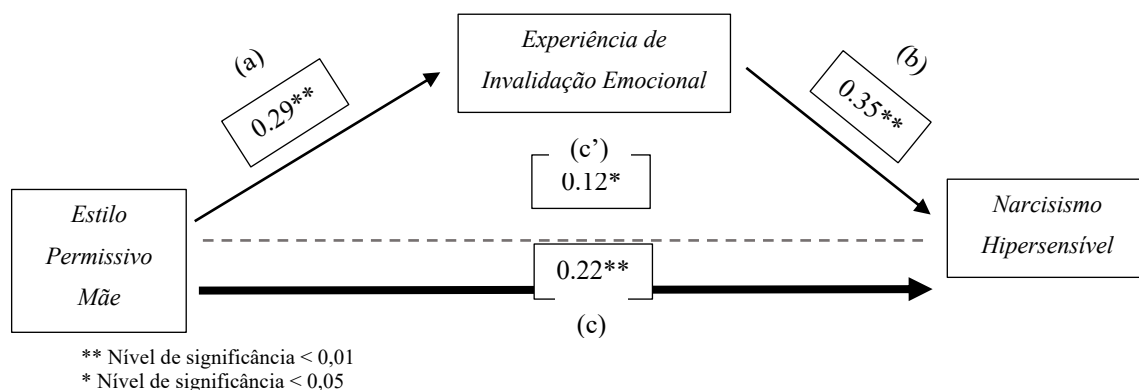 Experiência de
Invalidação Emocional
(a)
0.29**
(b)
0.35**
(c’)
0.12*
Estilo
Permissivo
Mãe
Narcisismo
Hipersensível
0.22**
(c)
** Nível de significância < 0,01
* Nível de significância < 0,05